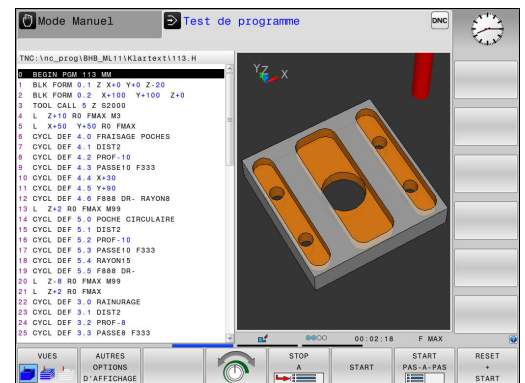 Mode Manuel
Test de programme
DNC
TNC:\nc_prog\BHB_ML11\Klartext\113.H
0 BEGIN PGM 113 MM
1 BLK FORM 0.1 Z X+0 Y+0 Z-20
2 BLK FORM 0.2 X+100 Y+100 Z+0
3 TOOL CALL 5 Z S2000
4 L Z+10 R0 FMAX M3
5 L X+50 Y+50 R0 FMAX
6 CYCL DEF 4.0 FRAISAGE POCHES
7 CYCL DEF 4.1 DIST2
8 CYCL DEF 4.2 PROF-10
9 CYCL DEF 4.3 PASSE10 F333
10 CYCL DEF 4.4 X+30
11 CYCL DEF 4.5 Y+90
12 CYCL DEF 4.6 F888 DR- RAYON8
13 L Z+2 R0 FMAX M99
14 CYCL DEF 5.0 POCHE CIRCULAIRE
15 CYCL DEF 5.1 DIST2
16 CYCL DEF 5.2 PROF-10
17 CYCL DEF 5.3 PASSE10 F333
18 CYCL DEF 5.4 RAYON15
19 CYCL DEF 5.5 F888 DR-
20 L Z-8 R0 FMAX M99
21 L Z+2 R0 FMAX
22 CYCL DEF 3.0 RAINURAGE
23 CYCL DEF 3.1 DIST2
24 CYCL DEF 3.2 PROF-8
25 CYCL DEF 3.3 PASSE8 F333
Y Z X
00:02:18 F MAX
VUES
AUTRES
OPTIONS
D'AFFICHAGE
STOP
A
START
START
PAS-A-PAS
RESET
+
START